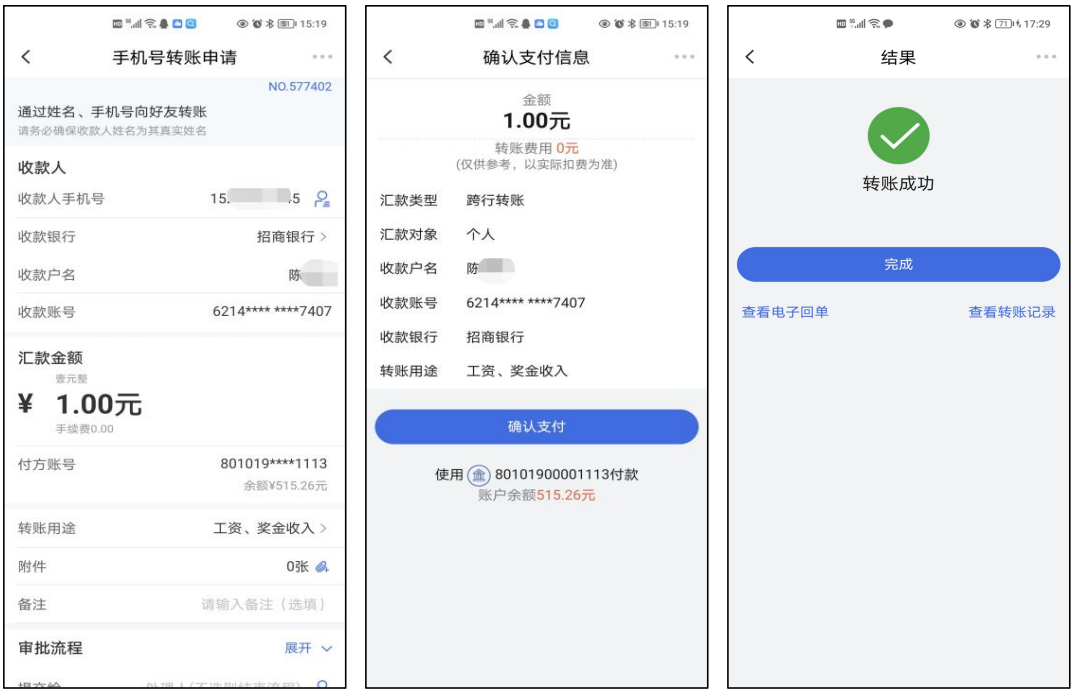 15:19
手机号转账申请
NO.577402
通过姓名、手机号向好友转账
请务必确保收款人姓名为其真实姓名
收款人
收款人手机号 15. 5
收款银行 招商银行
收款户名 陈
收款账号 6214**** ****7407
汇款金额
壹元整
¥ 1.00元
手续费0.00
付方账号 801019****1113
余额¥515.26元
转账用途 工资、奖金收入
附件 0张
备注 请输入备注（选填）
审批流程 展开
15:19
确认支付信息
金额
1.00元
转账费用 0元
(仅供参考，以实际扣费为准)
汇款类型 跨行转账
汇款对象 个人
收款户名 陈
收款账号 6214**** ****7407
收款银行 招商银行
转账用途 工资、奖金收入
确认支付
使用 80101900001113付款
账户余额515.26元
71 17:29
结果
转账成功
完成
查看电子回单 查看转账记录